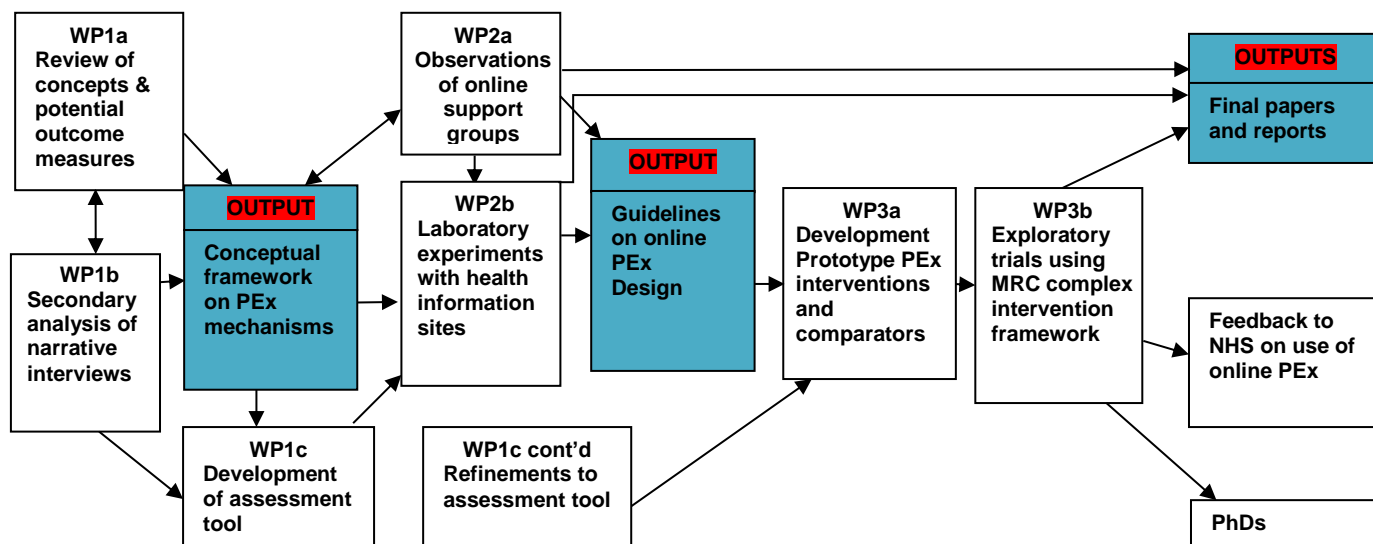 WP1a
Review of
concepts &
potential
outcome
measures
WP1b
Secondary
analysis of
narrative
interviews
OUTPUT
Conceptual
framework
on PEx
mechanisms
WP1c
Development
of assessment
tool
WP2a
Observations
of online
support
groups
WP2b
Laboratory
experiments
with health
information
sites
WP1c cont’d
Refinements to
assessment tool
OUTPUT
Guidelines
on online
PEx
Design
WP3a
Development
Prototype PEx
interventions
and
comparators
WP3b
Exploratory
trials using
MRC complex
intervention
framework
OUTPUTS
Final papers
and reports
Feedback to
NHS on use of
online PEx
PhDs